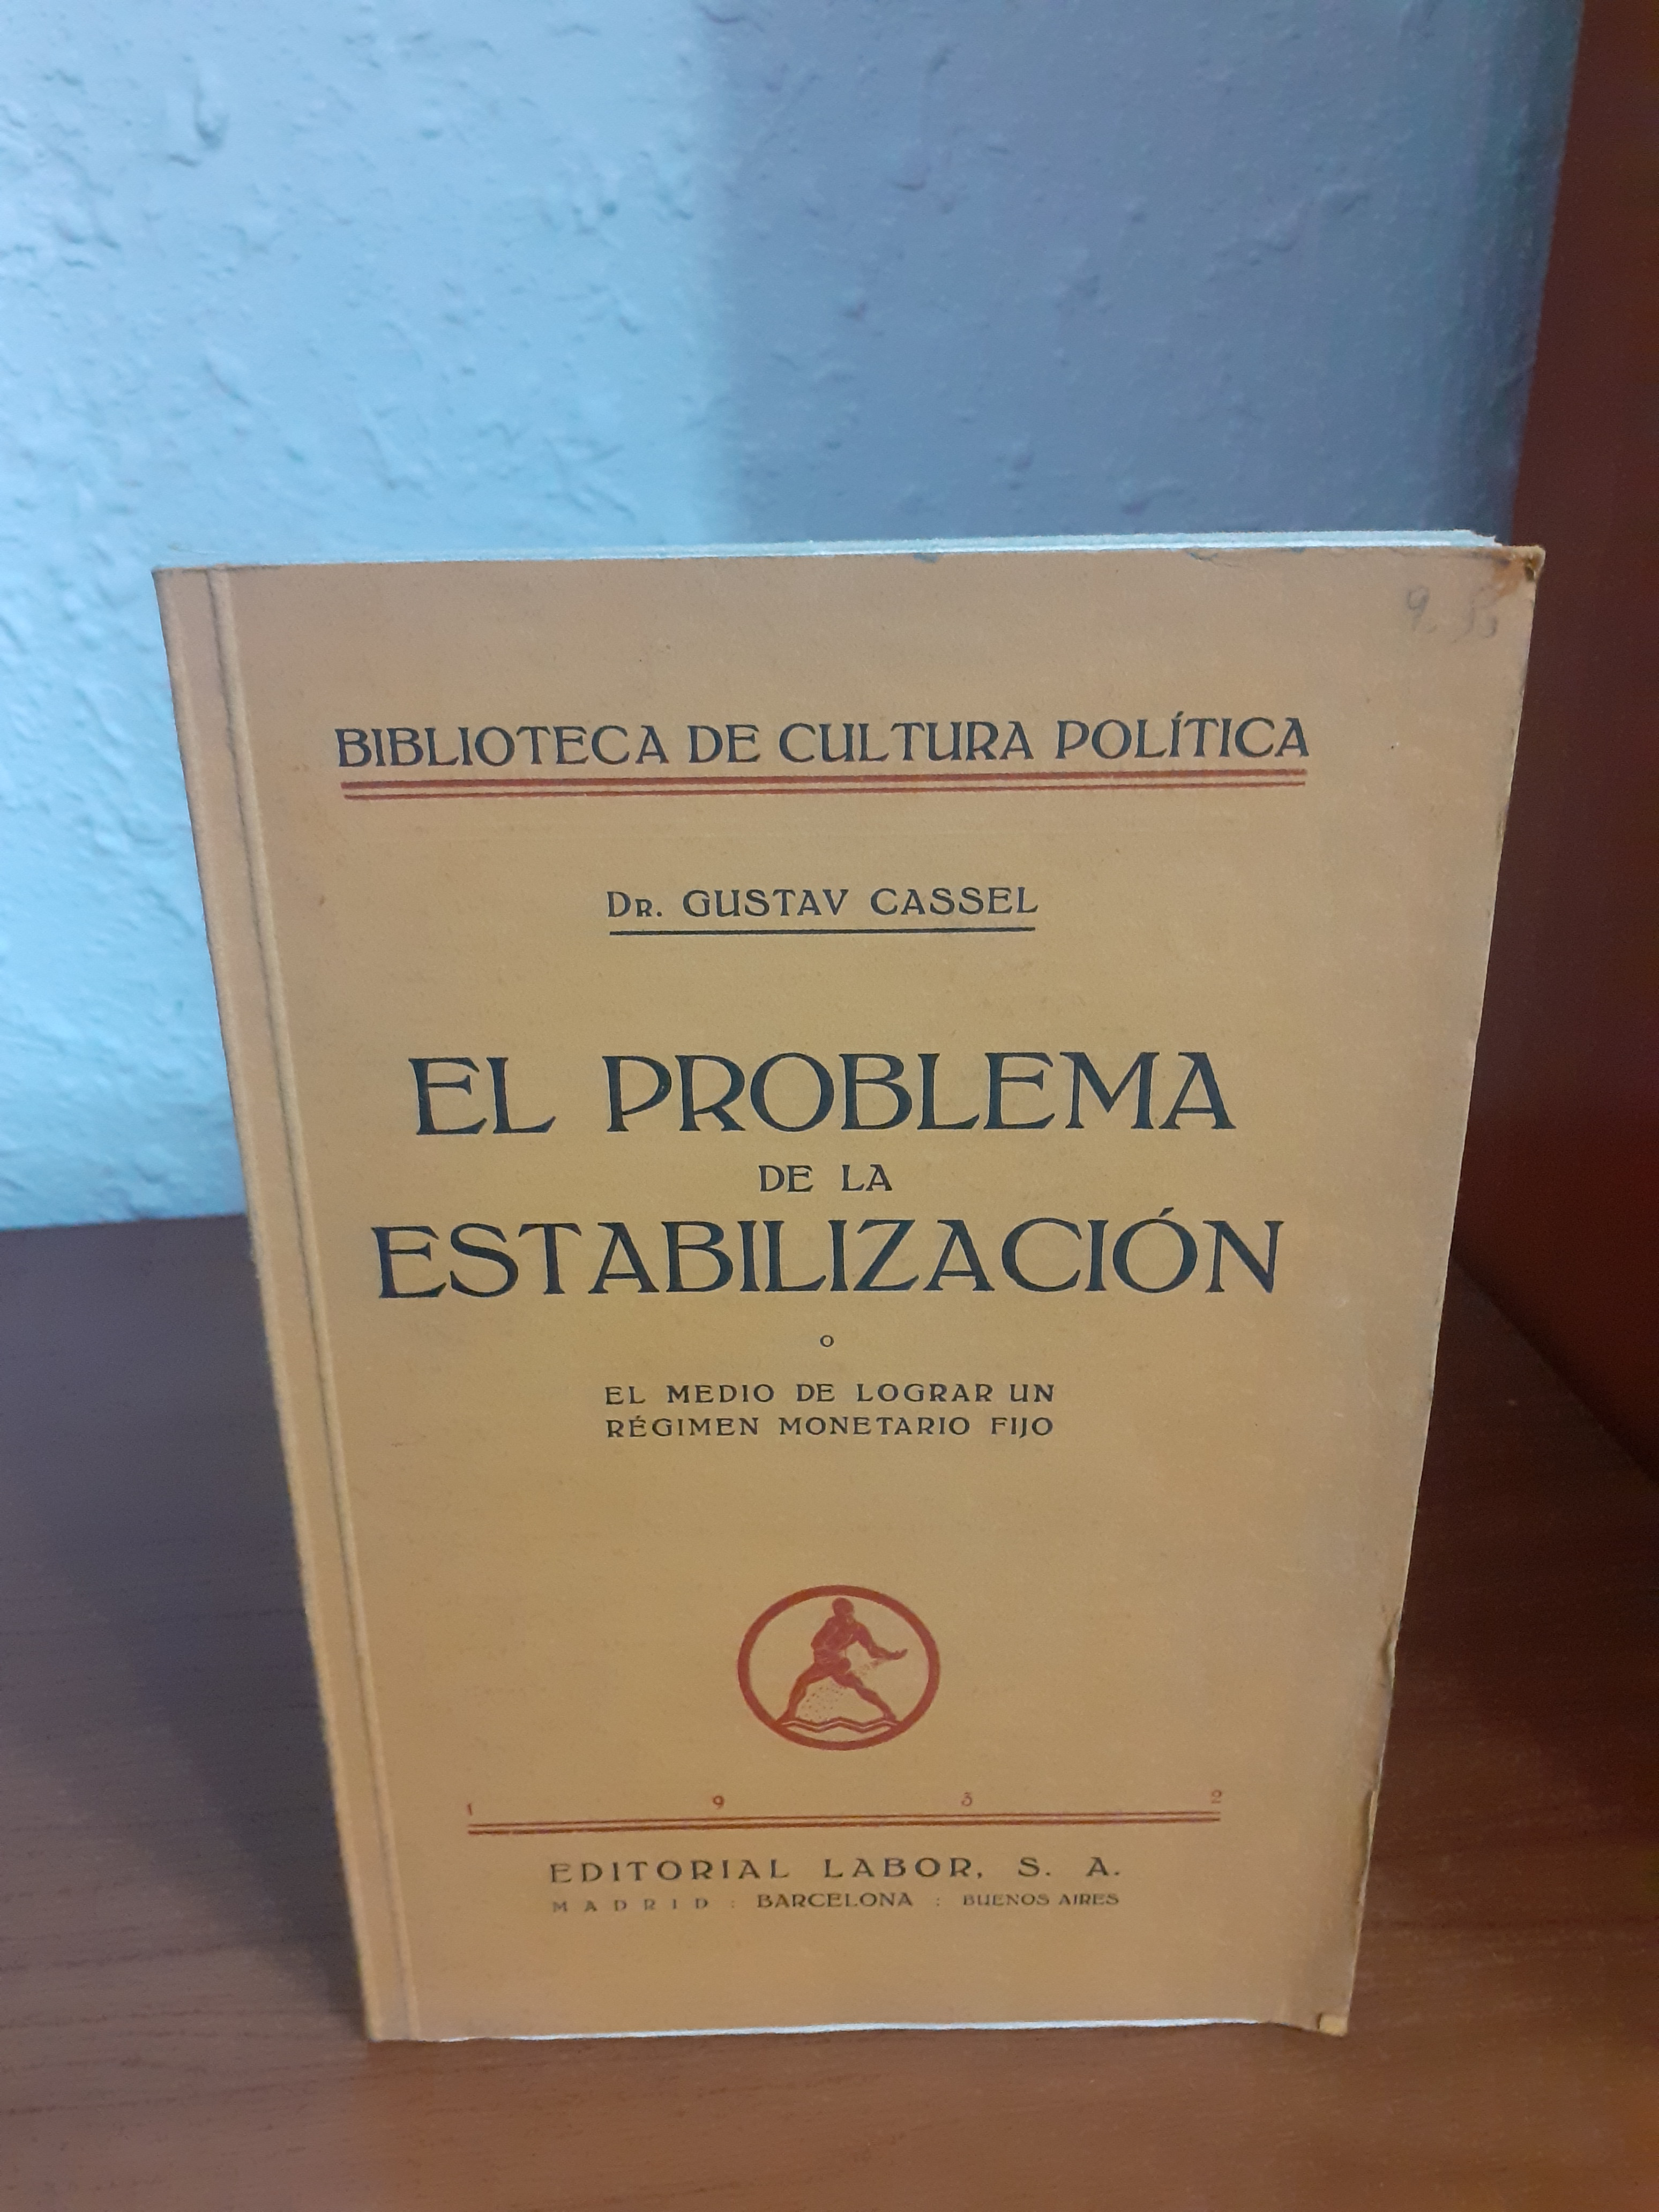 BIBLIOTECA DE CULTURA POLÍTICA
DR. GUSTAV CASSEL
EL PROBLEMA
DE LA
ESTABILIZACIÓN
O
EL MEDIO DE LOGRAR UN
RÉGIMEN MONETARIO FIJO
1 9 3 2
EDITORIAL LABOR, S. A.
MADRID : BARCELONA : BUENOS AIRES